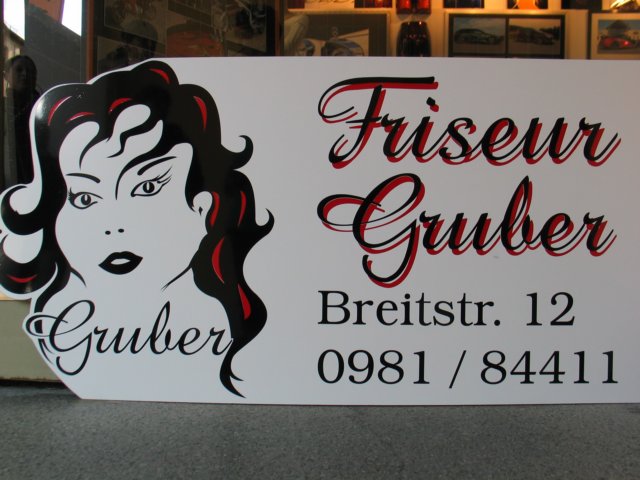 Friseur
Gruber
Breitstr. 12
0981 / 84411
Gruber